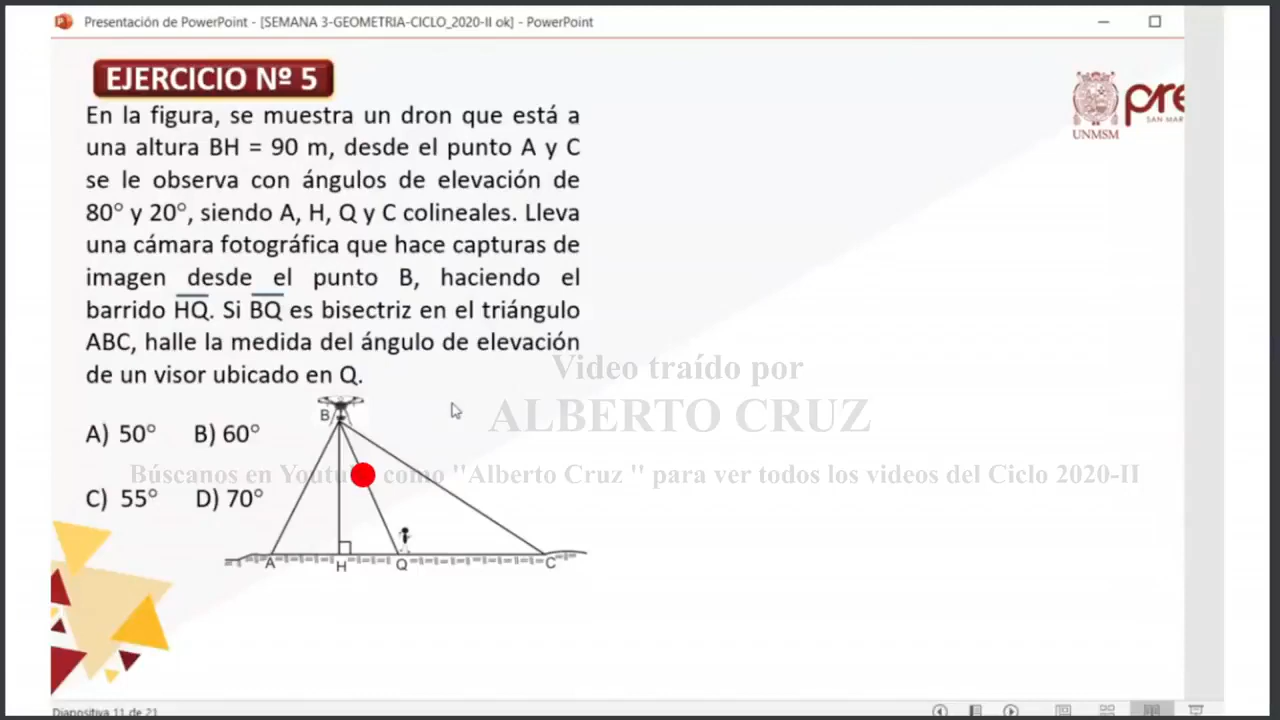 Presentación de PowerPoint - [SEMANA 3-GEOMETRIA-CICLO_2020-II ok] - PowerPoint
EJERCICIO Nº 5
En la figura, se muestra un dron que está a
una altura BH = 90 m, desde el punto A y C
se le observa con ángulos de elevación de
80° y 20°, siendo A, H, Q y C colineales. Lleva
una cámara fotográfica que hace capturas de
imagen desde el punto B, haciendo el
barrido HQ. Si BQ es bisectriz en el triángulo
ABC, halle la medida del ángulo de elevación
de un visor ubicado en Q.
A) 50° B) 60°
C) 55° D) 70°
B
A H Q C
UNMSM
pre
SAN MAR
Video traído por
ALBERTO CRUZ
Búscanos en Youtube como "Alberto Cruz " para ver todos los videos del Ciclo 2020-II
Diapositiva 11 de 21